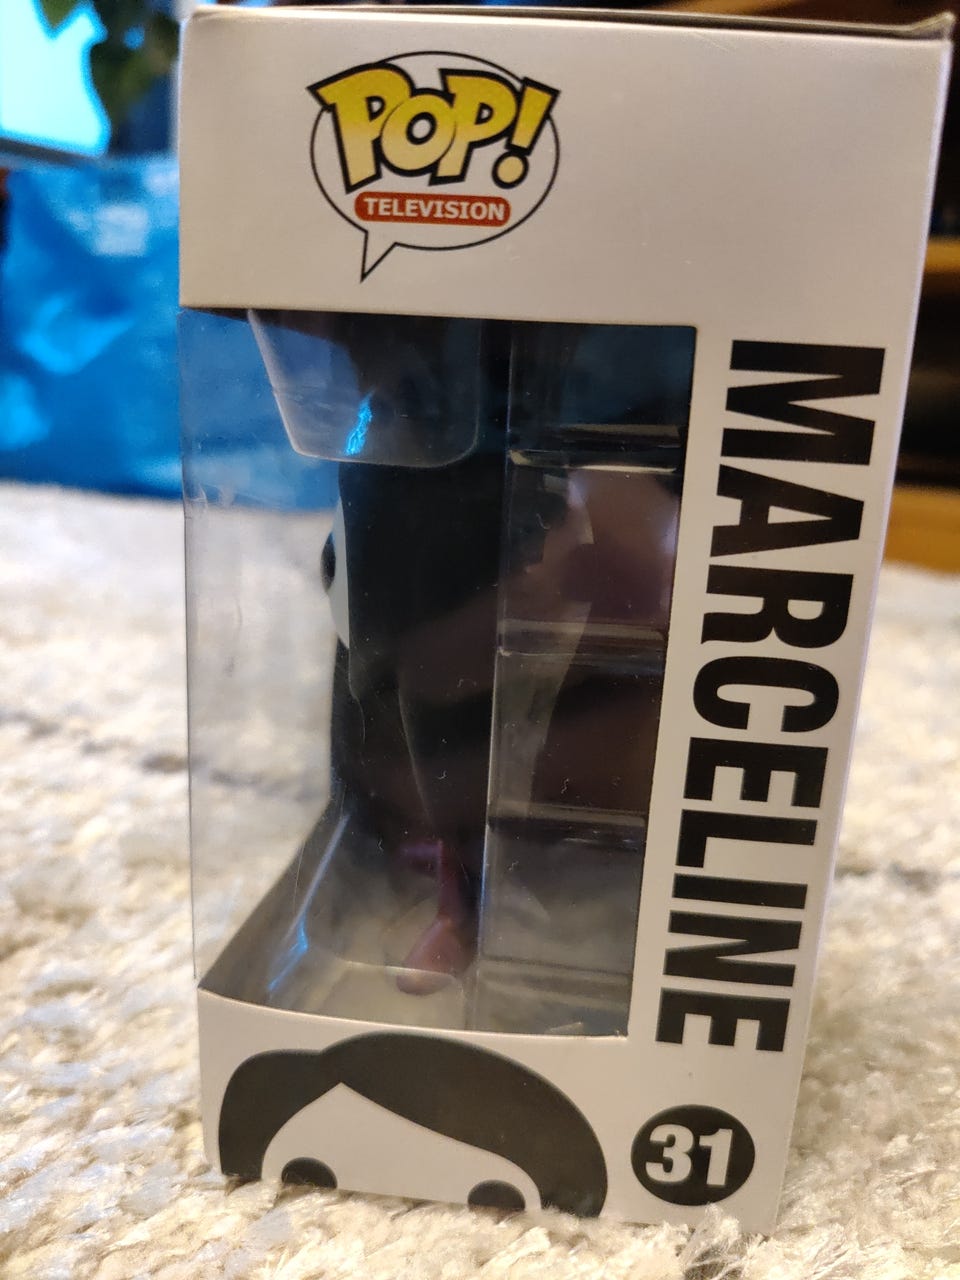 POP!
TELEVISION
MARCELINE
31